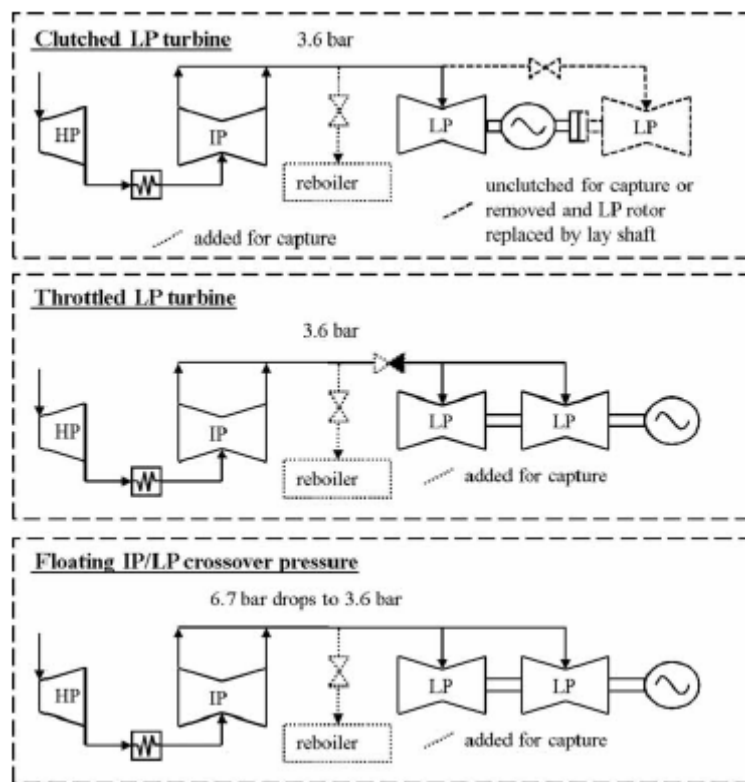 Clutched LP turbine
3.6 bar
HP
IP
LP
LP
reboiler
unclutched for capture or
removed and LP rotor
replaced by lay shaft
added for capture
Throttled LP turbine
3.6 bar
HP
IP
LP
LP
reboiler
added for capture
Floating IP/LP crossover pressure
6.7 bar drops to 3.6 bar
HP
IP
LP
LP
reboiler
added for capture